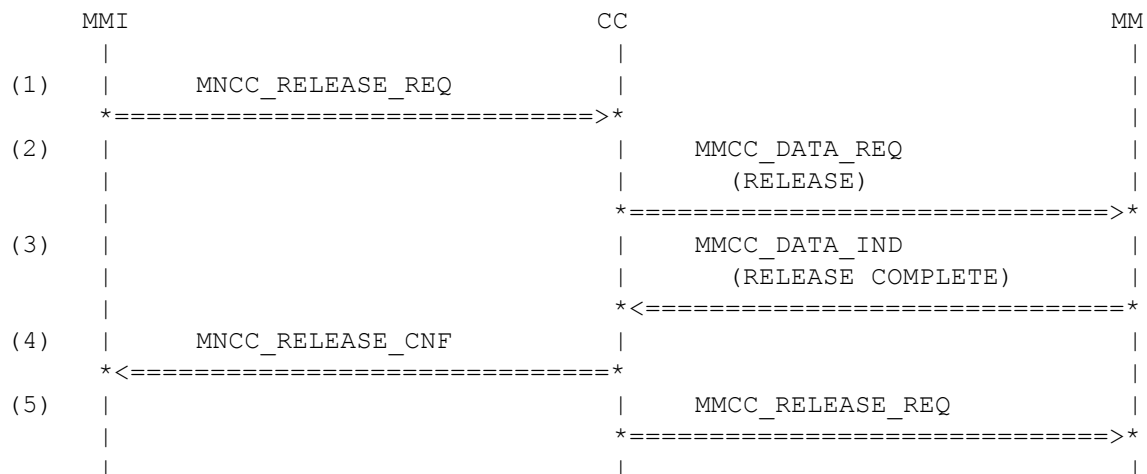 MMI CC MM
(1) MNCC_RELEASE_REQ
(2) MMCC_DATA_REQ
(RELEASE)
(3) MMCC_DATA_IND
(RELEASE COMPLETE)
(4) MNCC_RELEASE_CNF
(5) MMCC_RELEASE_REQ